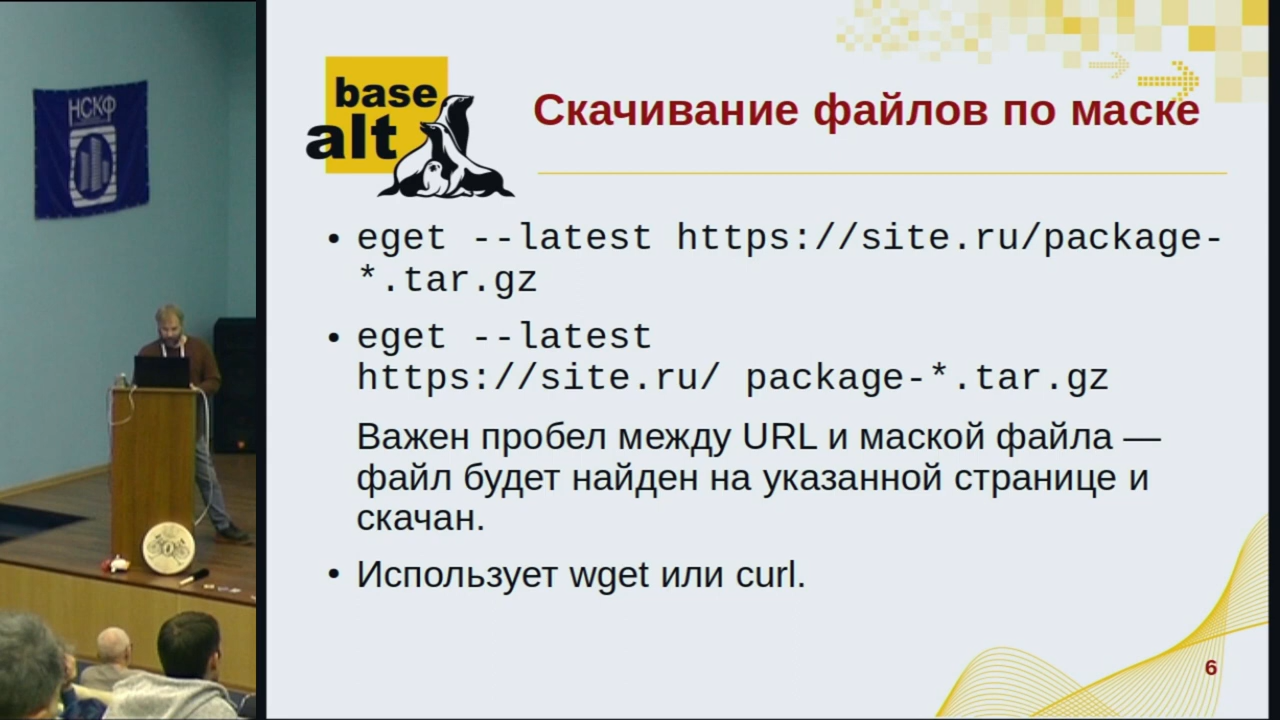 НСКФ
base
alt
Скачивание файлов по маске
• eget --latest https://site.ru/package-
*.tar.gz
• eget --latest
https://site.ru/ package-*.tar.gz
Важен пробел между URL и маской файла —
файл будет найден на указанной странице и
скачан.
• Использует wget или curl.
6